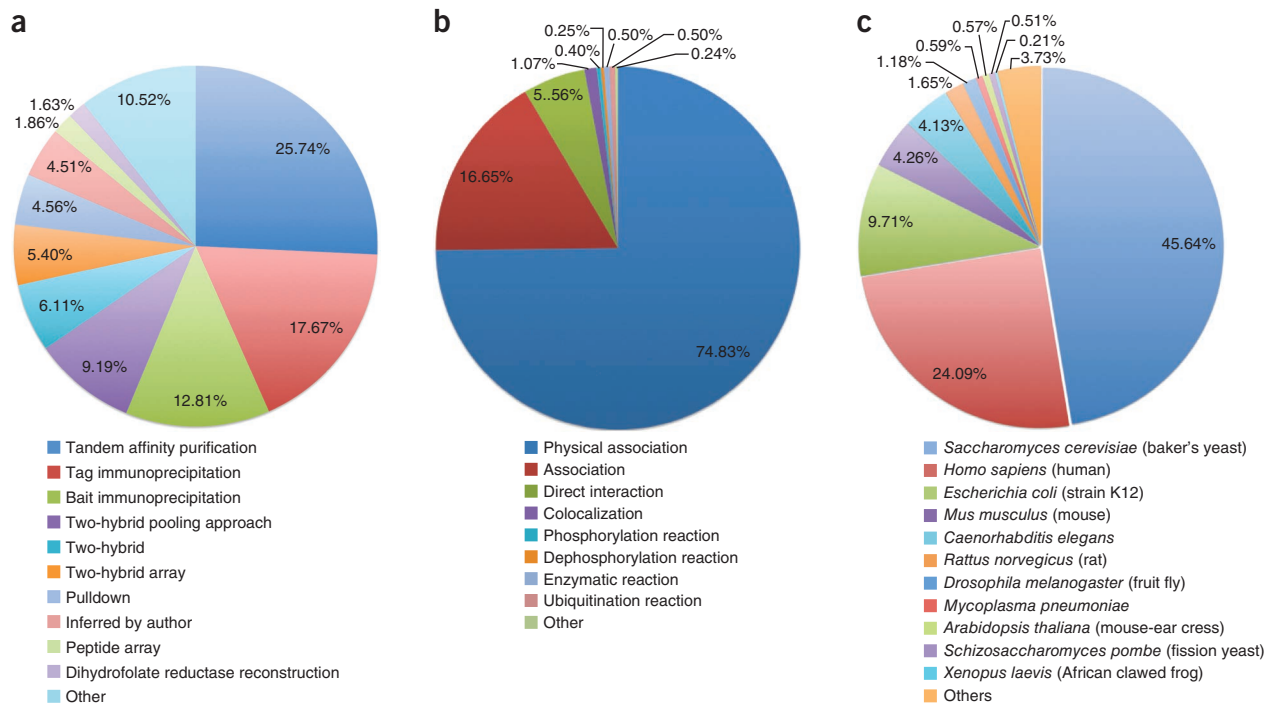 a
25.74%
17.67%
12.81%
9.19%
6.11%
5.40%
4.56%
4.51%
1.86%
1.63%
10.52%
Tandem affinity purification
Tag immunoprecipitation
Bait immunoprecipitation
Two-hybrid pooling approach
Two-hybrid
Two-hybrid array
Pulldown
Inferred by author
Peptide array
Dihydrofolate reductase reconstruction
Other
b
74.83%
16.65%
5..56%
1.07%
0.40%
0.25%
0.50%
0.50%
0.24%
Physical association
Association
Direct interaction
Colocalization
Phosphorylation reaction
Dephosphorylation reaction
Enzymatic reaction
Ubiquitination reaction
Other
c
45.64%
24.09%
9.71%
4.26%
4.13%
1.65%
1.18%
0.59%
0.57%
0.51%
0.21%
3.73%
Saccharomyces cerevisiae (baker's yeast)
Homo sapiens (human)
Escherichia coli (strain K12)
Mus musculus (mouse)
Caenorhabditis elegans
Rattus norvegicus (rat)
Drosophila melanogaster (fruit fly)
Mycoplasma pneumoniae
Arabidopsis thaliana (mouse-ear cress)
Schizosaccharomyces pombe (fission yeast)
Xenopus laevis (African clawed frog)
Others